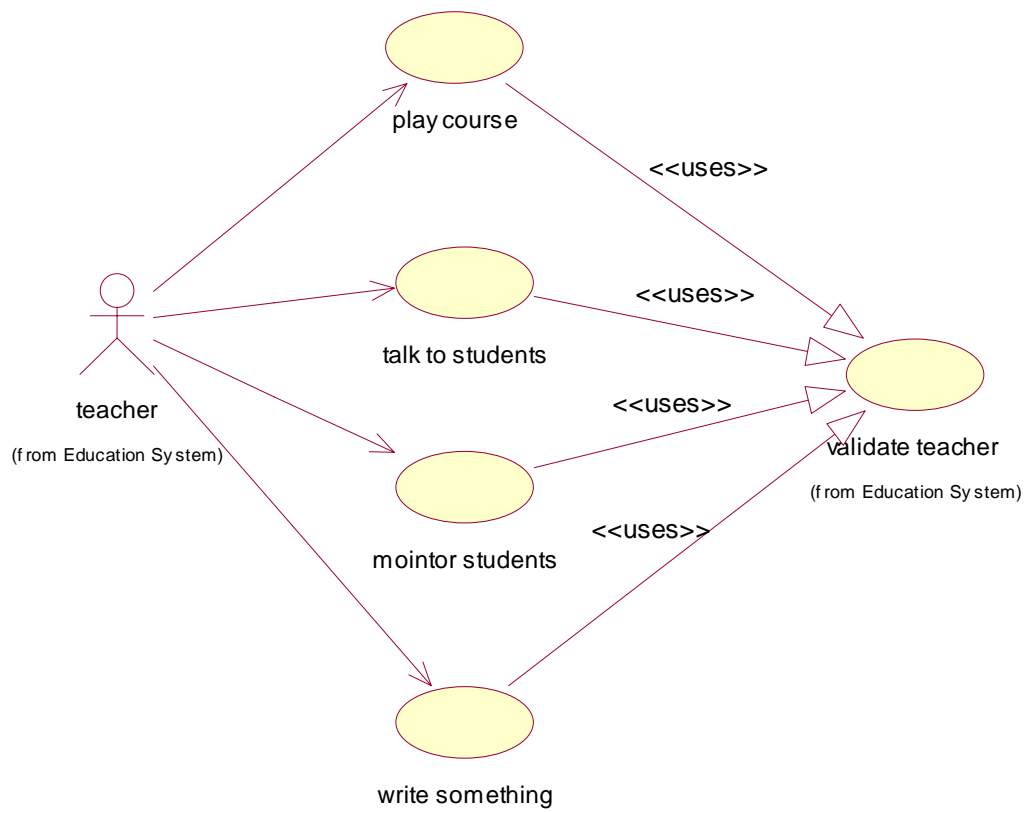 play course
<<uses>>
<<uses>>
talk to students
<<uses>>
teacher
(from Education System)
validate teacher
(from Education System)
<<uses>>
mointor students
write something